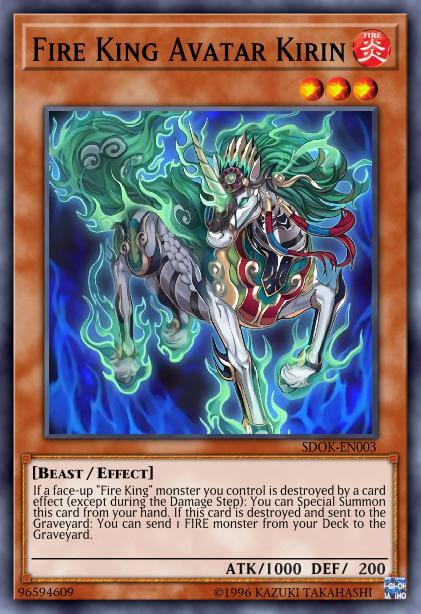 FIRE KING AVATAR KIRIN
FIRE
炎
SDOK-EN003
[BEAST / EFFECT]
If a face-up "Fire King" monster you control is destroyed by a card
effect (except during the Damage Step): You can Special Summon
this card from your hand. If this card is destroyed and sent to the
Graveyard: You can send 1 FIRE monster from your Deck to the
Graveyard.
ATK/1000 DEF/ 200
96594609
©1996 KAZUKI TAKAHASHI